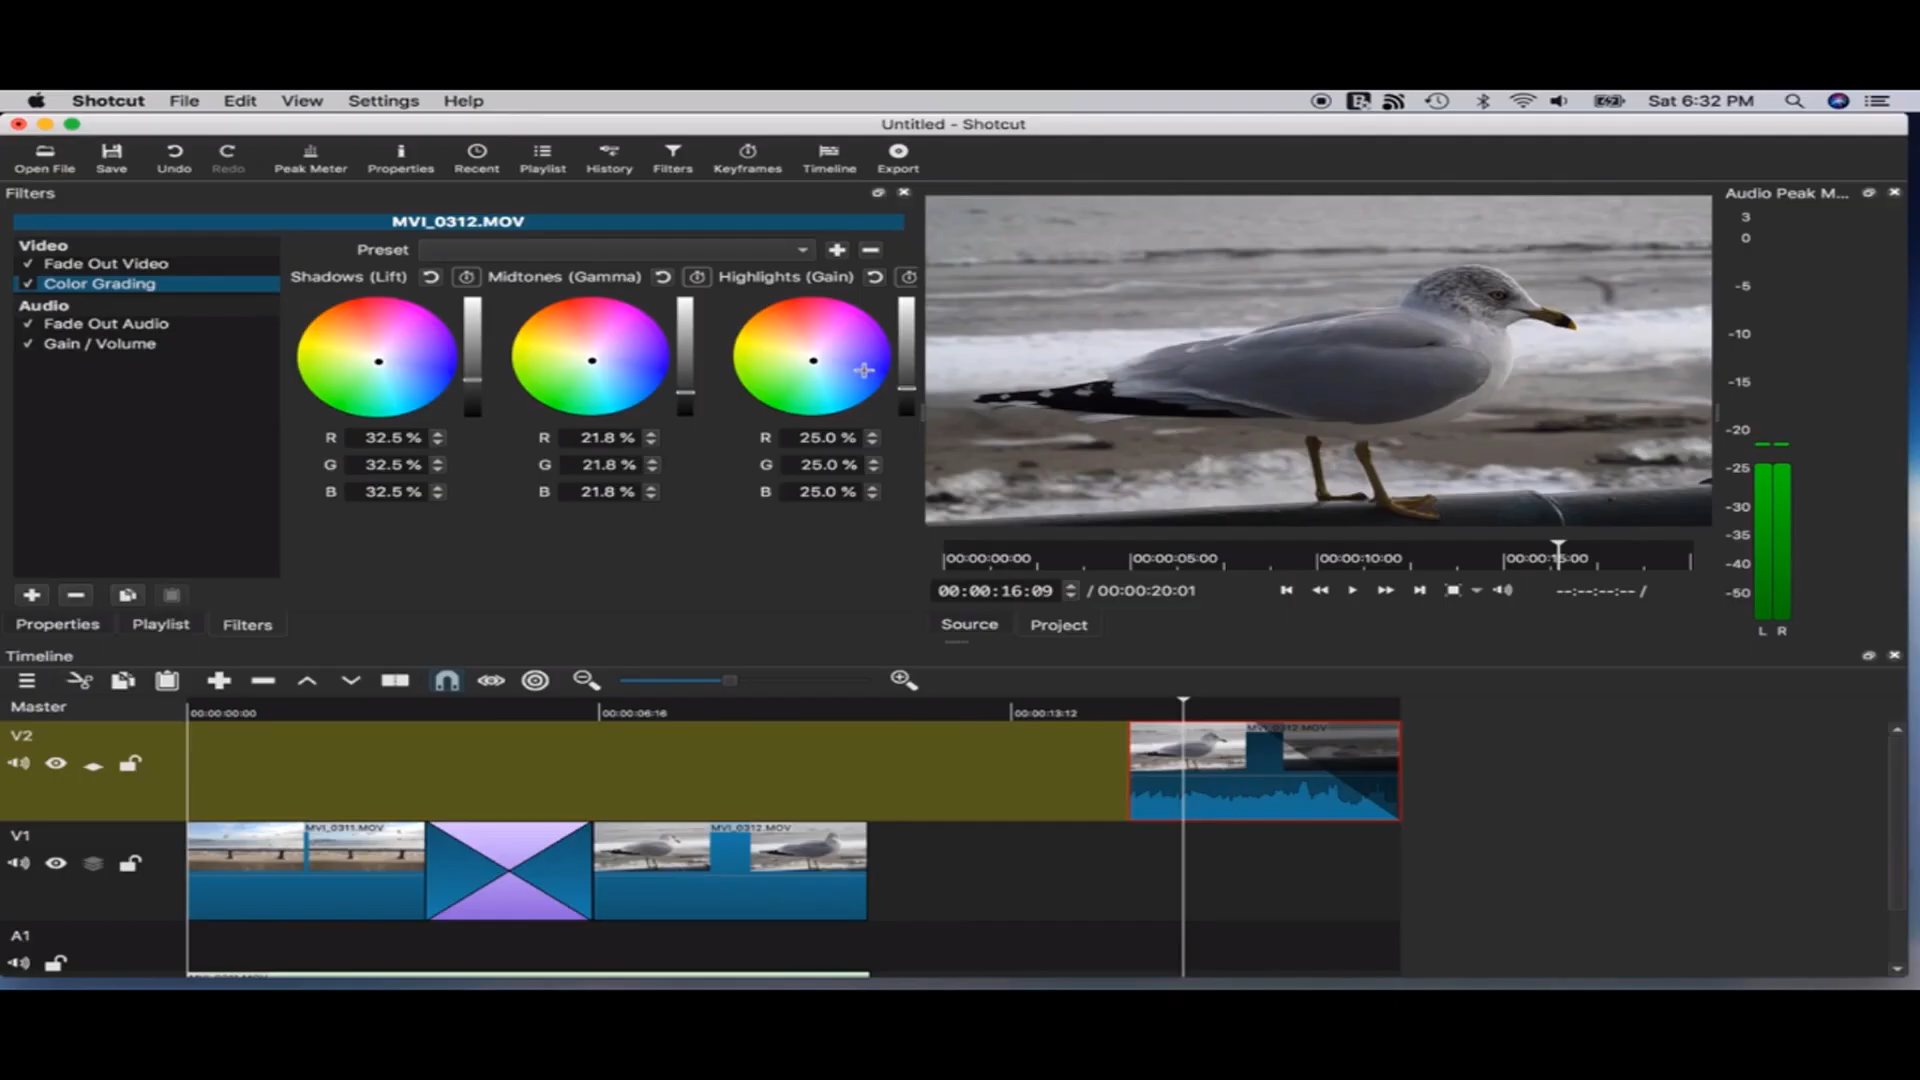 Shotcut File Edit View Settings Help Sat 6:32 PM
Untitled - Shotcut
Open File Save Undo Redo Peak Meter Properties Recent Playlist History Filters Keyframes Timeline Export
Filters
Audio Peak M...
MVI_0312.MOV
Video
Fade Out Video
Color Grading
Audio
Fade Out Audio
Gain / Volume
Preset
Shadows (Lift) Midtones (Gamma) Highlights (Gain)
R 32.5 % R 21.8 % R 25.0 %
G 32.5 % G 21.8 % G 25.0 %
B 32.5 % B 21.8 % B 25.0 %
3
0
-5
-10
-15
-20
-25
-30
-35
-40
-50
L R
00:00:00:00 00:00:05:00 00:00:10:00 00:00:15:00
00:00:16:09 / 00:00:20:01 --:--:--:-- /
Properties Playlist Filters
Source Project
Timeline
Master
00:00:00:00 00:00:06:16 00:00:13:12
V2
MVI_0312.MOV
V1
MVI_0311.MOV
MVI_0312.MOV
A1